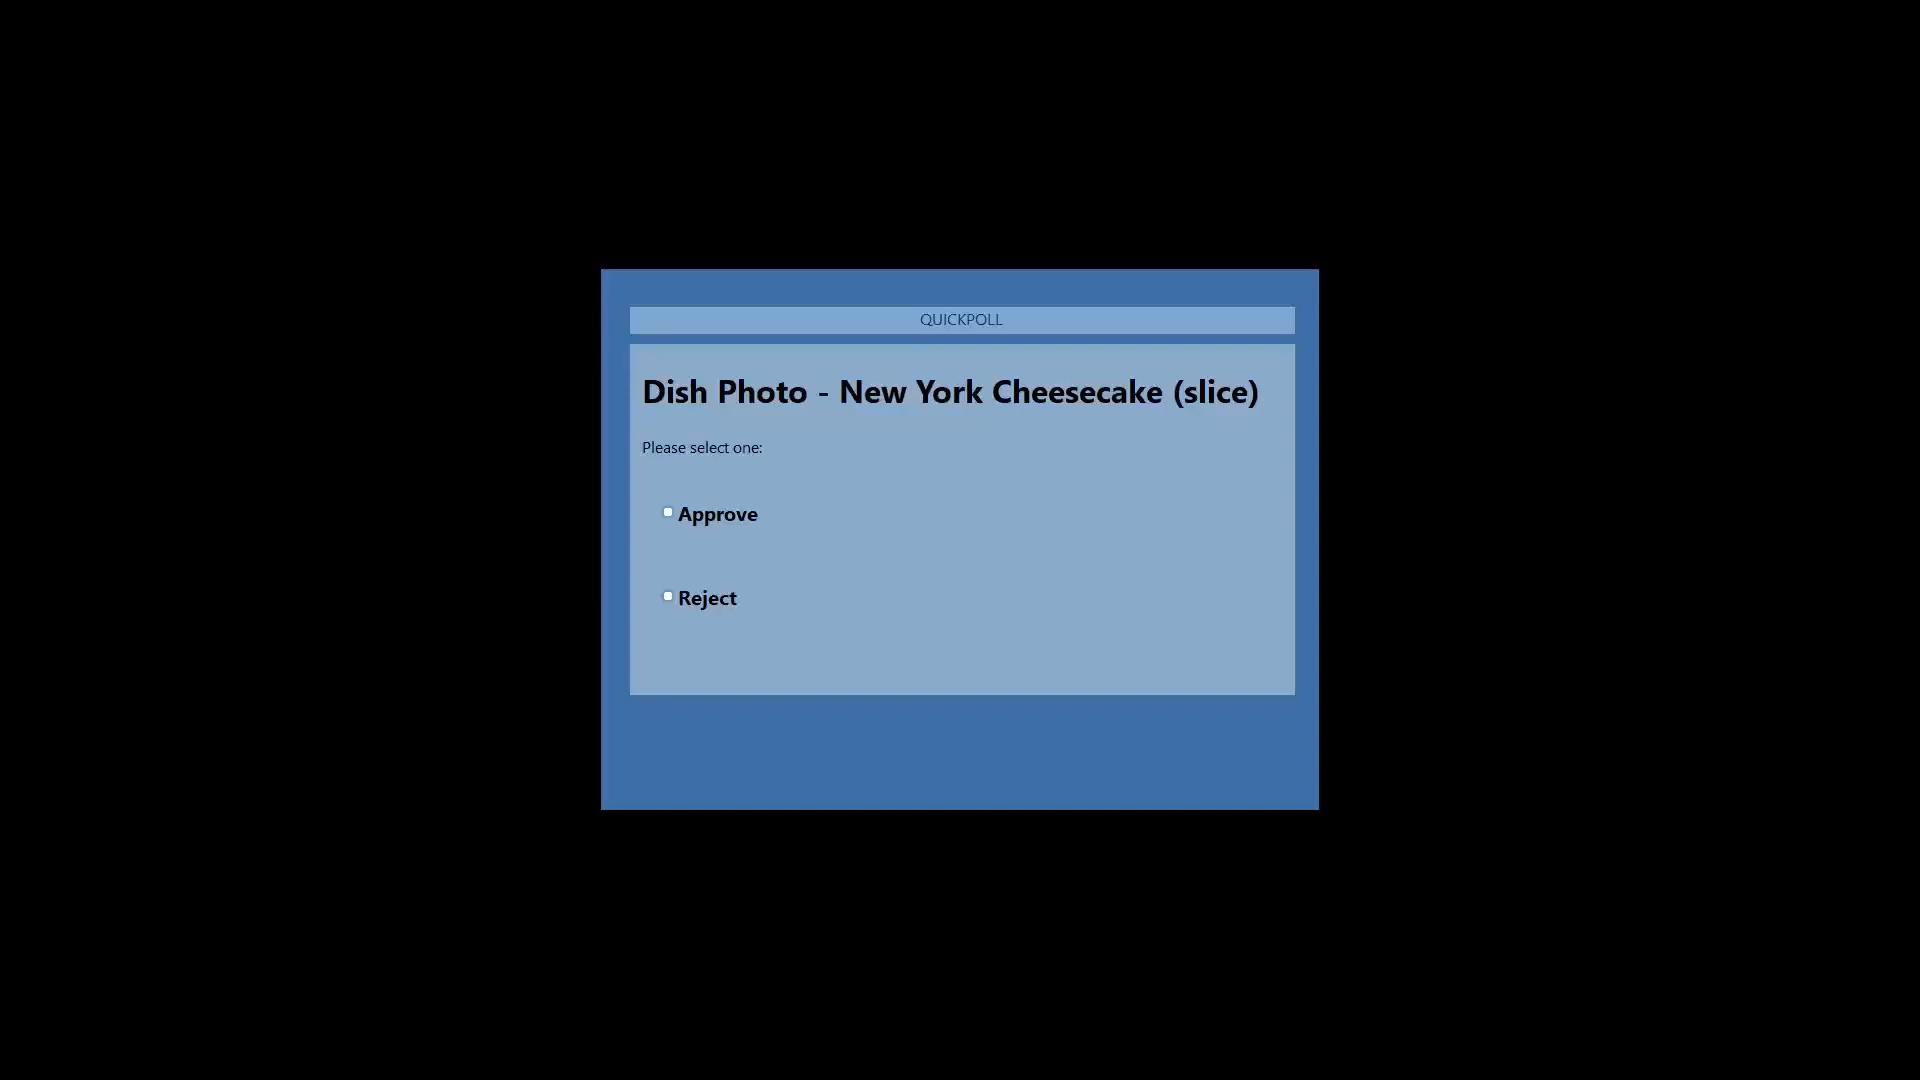 QUICKPOLL
Dish Photo - New York Cheesecake (slice)
Please select one:
Approve
Reject